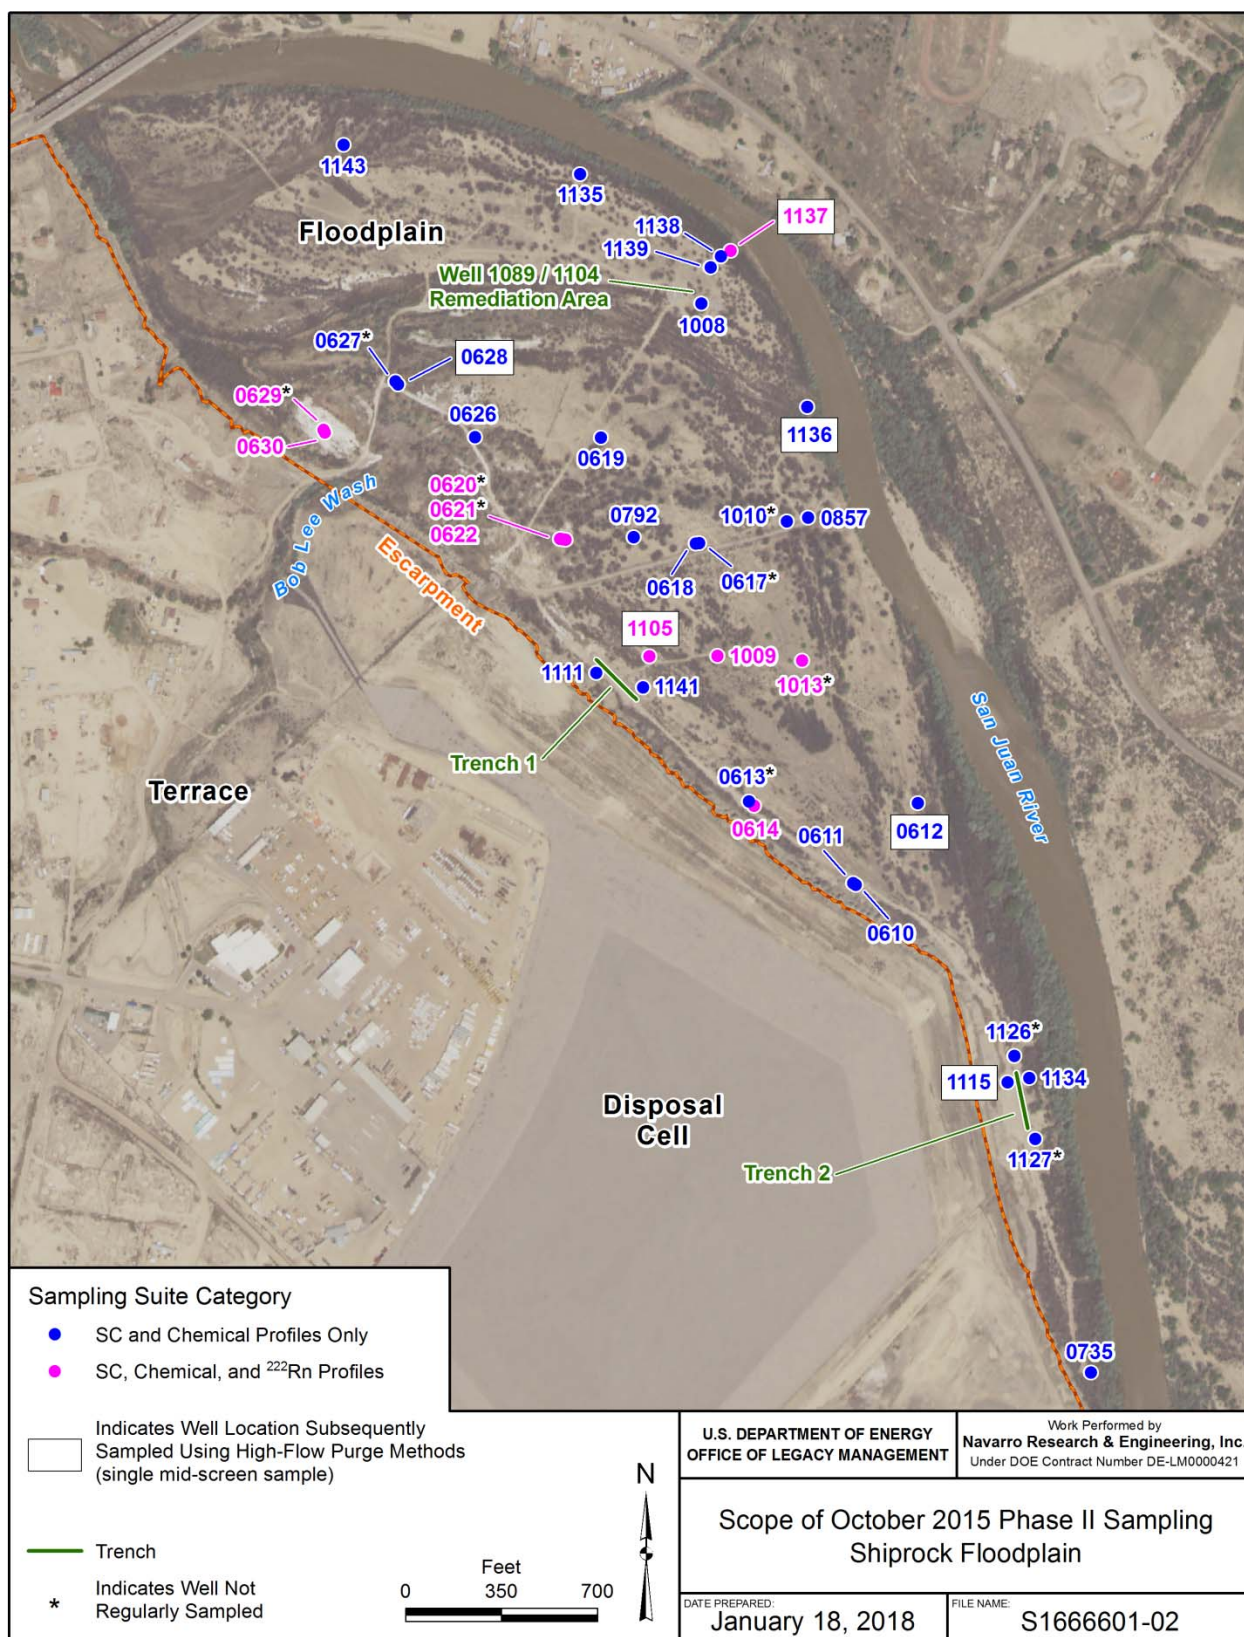 1143
1135
Floodplain
1138
1137
1139
Well 1089 / 1104
Remediation Area
1008
0627*
0628
0629*
0630
0626
0619
1136
Bob Lee Wash
0620*
0621*
0622
0792
1010*
0857
0618
0617*
Escarpment
1105
1009
1013*
1111
1141
Trench 1
San Juan River
Terrace
0613*
0614
0611
0612
0610
1126*
1115
1134
Disposal
Cell
1127*
Trench 2
0735
Sampling Suite Category
SC and Chemical Profiles Only
SC, Chemical, and ²²²Rn Profiles
Indicates Well Location Subsequently
Sampled Using High-Flow Purge Methods
(single mid-screen sample)
Trench
* Indicates Well Not
Regularly Sampled
N
Feet
0 350 700
U.S. DEPARTMENT OF ENERGY
OFFICE OF LEGACY MANAGEMENT
Work Performed by
Navarro Research & Engineering, Inc.
Under DOE Contract Number DE-LM0000421
Scope of October 2015 Phase II Sampling
Shiprock Floodplain
DATE PREPARED:
January 18, 2018
FILE NAME:
S1666601-02